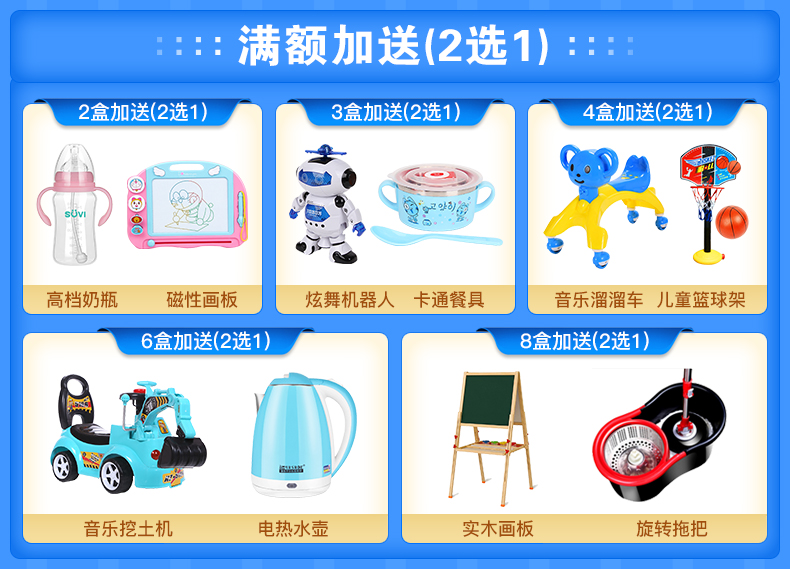 满额加送(2选1)
2盒加送(2选1)
3盒加送(2选1)
4盒加送(2选1)
SUVI
고양이
高档奶瓶
磁性画板
炫舞机器人
卡通餐具
音乐溜溜车
儿童篮球架
6盒加送(2选1)
8盒加送(2选1)
音乐挖土机
电热水壶
实木画板
旋转拖把